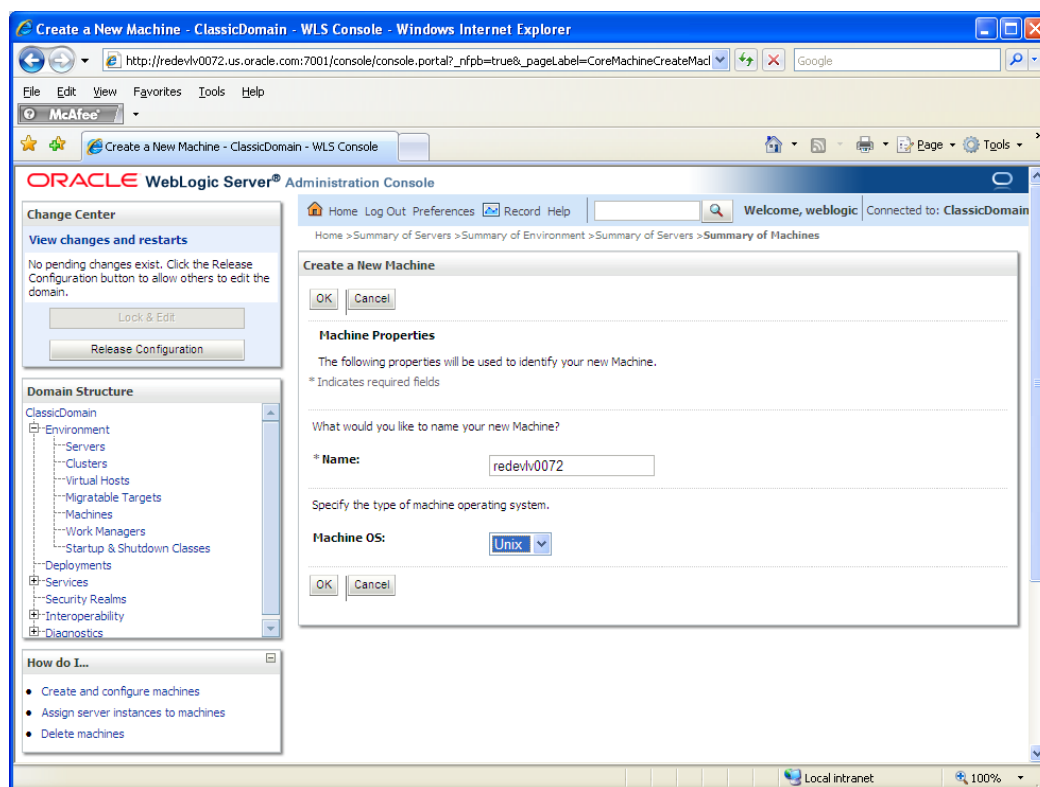 Create a New Machine - ClassicDomain - WLS Console - Windows Internet Explorer
http://redevlv0072.us.oracle.com:7001/console/console.portal?_nfpb=true&_pageLabel=CoreMachineCreateMacl
Google
File Edit View Favorites Tools Help
McAfee
Create a New Machine - ClassicDomain - WLS Console
Page
Tools
ORACLE WebLogic Server® Administration Console
Change Center
View changes and restarts
No pending changes exist. Click the Release
Configuration button to allow others to edit the
domain.
Lock & Edit
Release Configuration
Domain Structure
ClassicDomain
Environment
Servers
Clusters
Virtual Hosts
Migratable Targets
Machines
Work Managers
Startup & Shutdown Classes
Deployments
Services
Security Realms
Interoperability
Diagnostics
How do I...
Create and configure machines
Assign server instances to machines
Delete machines
Home Log Out Preferences Record Help
Welcome, weblogic Connected to: ClassicDomain
Home >Summary of Servers >Summary of Environment >Summary of Servers >Summary of Machines
Create a New Machine
OK Cancel
Machine Properties
The following properties will be used to identify your new Machine.
* Indicates required fields
What would you like to name your new Machine?
* Name: redevlv0072
Specify the type of machine operating system.
Machine OS: Unix
OK Cancel
Local intranet
100%